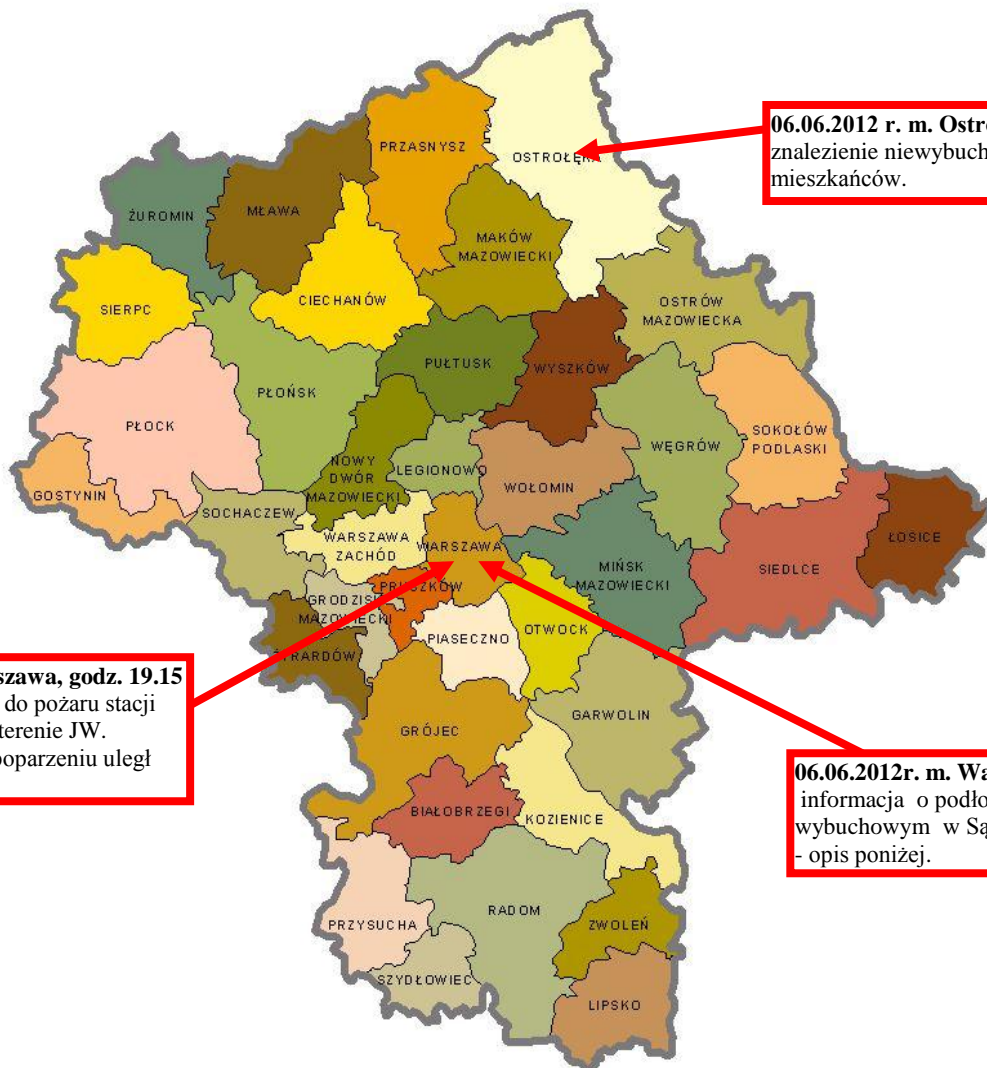 06.06.2012 r. m. Ostr
znalezienie niewybuch
mieszkańców.
PRZASNYSZ
OSTROŁĘKA
ŻUROMIN
MŁAWA
MAKÓW
MAZOWIECKI
SIERPC
CIECHANÓW
OSTRÓW
MAZOWIECKA
PUŁTUSK
WYSZKÓW
PŁOŃSK
PŁOCK
SOKOŁÓW
PODLASKI
WĘGRÓW
NOWY
DWÓR
MAZOWIECKI
LEGIONOWO
WOŁOMIN
GOSTYNIN
SOCHACZEW
WARSZAWA
ZACHÓD
WARSZAWA
MIŃSK
MAZOWIECKI
SIEDLCE
ŁOSICE
PRUSZKÓW
GRODZISK
MAZOWIECKI
PIASECZNO
OTWOCK
ŻYRARDÓW
szawa, godz. 19.15
do pożaru stacji
terenie JW.
poparzeniu uległ
GARWOLIN
GRÓJEC
06.06.2012r. m. Wa
informacja o podło
wybuchowym w Są
- opis poniżej.
BIAŁOBRZEGI
KOZIENICE
RADOM
PRZYSUCHA
ZWOLEŃ
SZYDŁOWIEC
LIPSKO